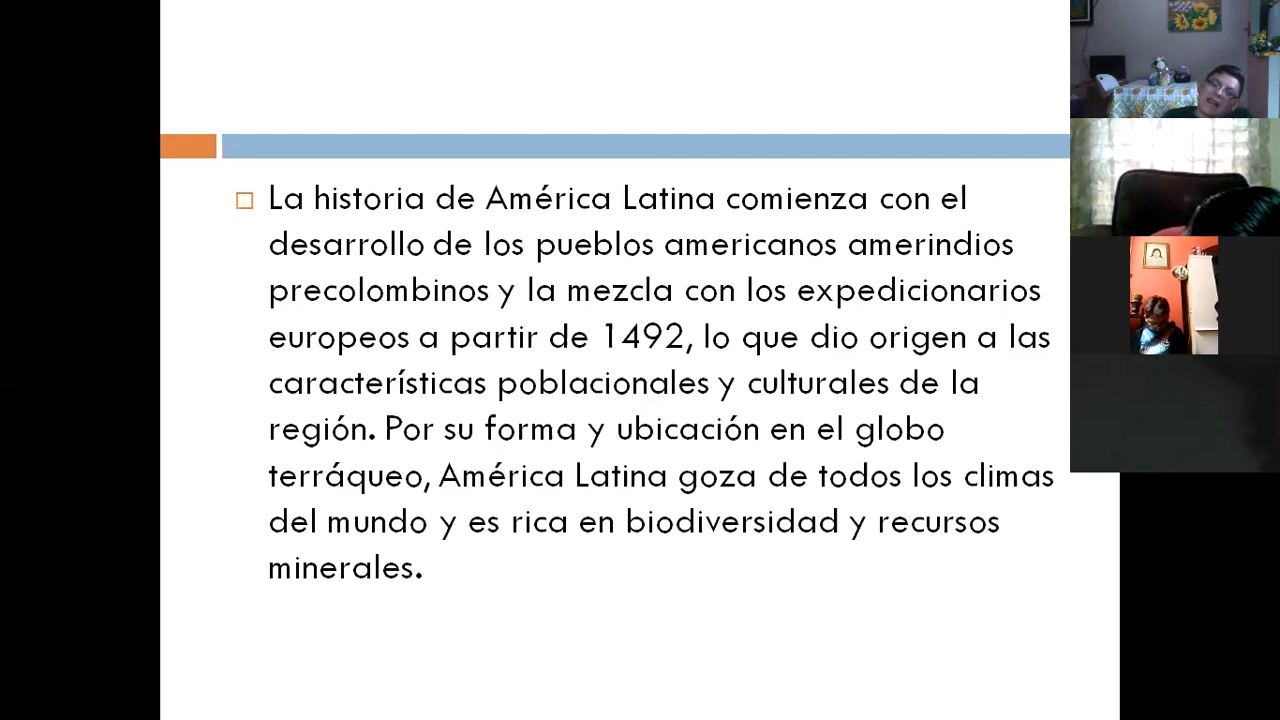 La historia de América Latina comienza con el
desarrollo de los pueblos americanos amerindios
precolombinos y la mezcla con los expedicionarios
europeos a partir de 1492, lo que dio origen a las
características poblacionales y culturales de la
región. Por su forma y ubicación en el globo
terráqueo, América Latina goza de todos los climas
del mundo y es rica en biodiversidad y recursos
minerales.